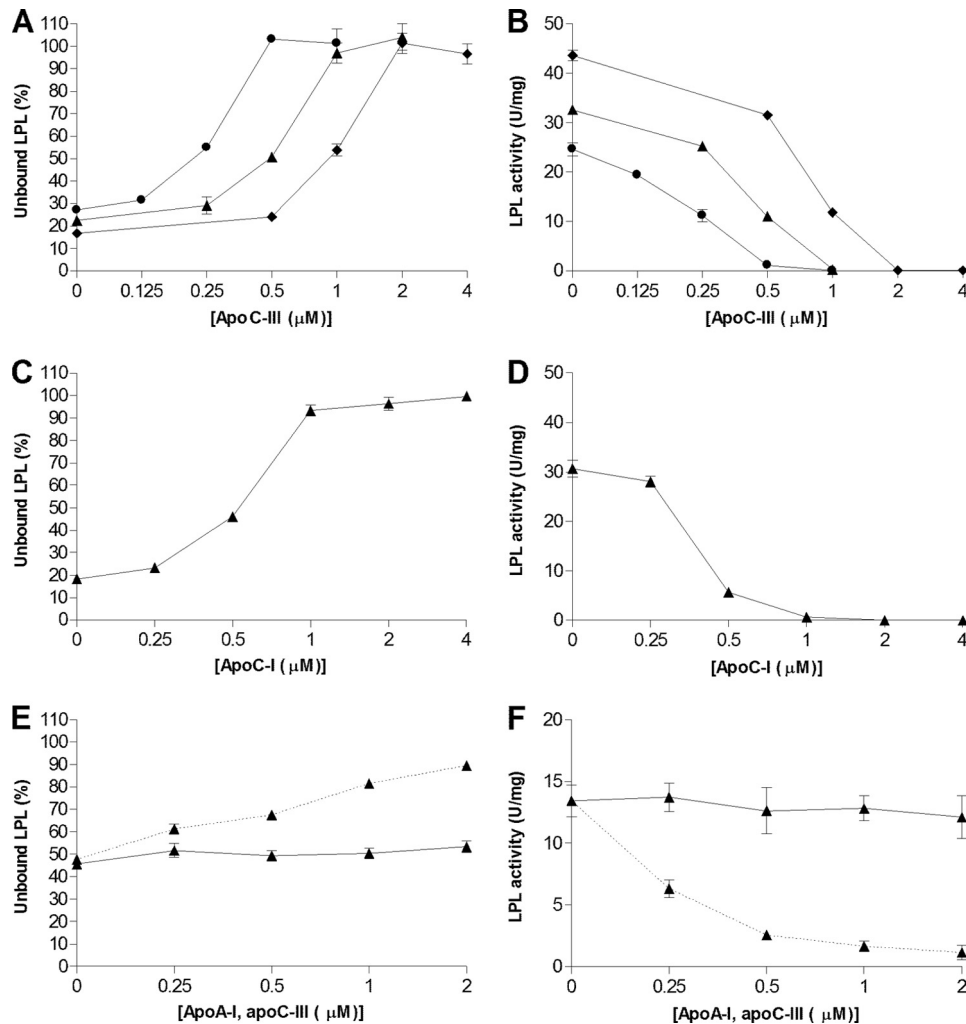 A
Unbound LPL (%)
110
100
90
80
70
60
50
40
30
20
10
0
0 0.125 0.25 0.5 1 2 4
[ApoC-III (μM)]
B
LPL activity (U/mg)
50
40
30
20
10
0
0 0.125 0.25 0.5 1 2 4
[ApoC-III (μM)]
C
Unbound LPL (%)
110
100
90
80
70
60
50
40
30
20
10
0
0 0.25 0.5 1 2 4
[ApoC-I (μM)]
D
LPL activity (U/mg)
50
40
30
20
10
0
0 0.25 0.5 1 2 4
[ApoC-I (μM)]
E
Unbound LPL (%)
110
100
90
80
70
60
50
40
30
20
10
0
0 0.25 0.5 1 2
[ApoA-I, apoC-III (μM)]
F
LPL activity (U/mg)
20
15
10
5
0
0 0.25 0.5 1 2
[ApoA-I, apoC-III (μM)]